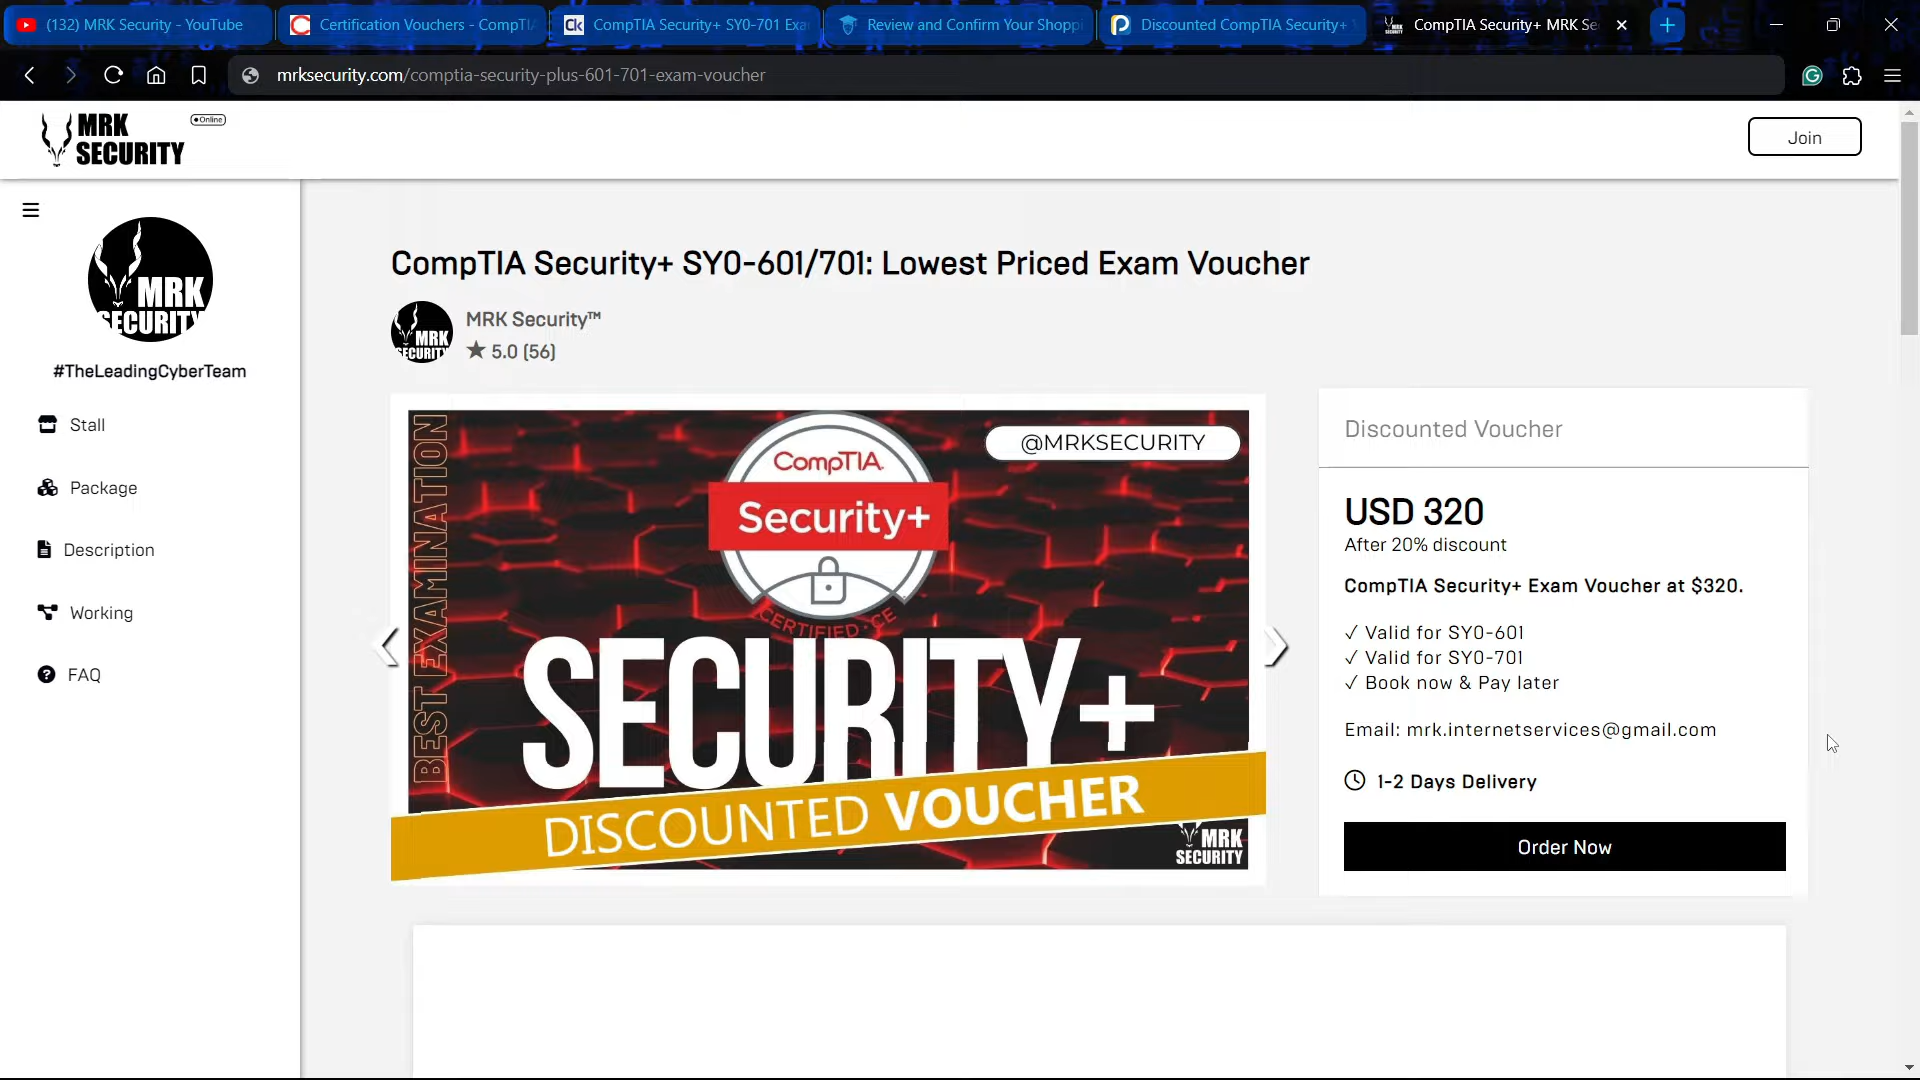 (132) MRK Security - YouTube
Certification Vouchers - CompTIA
CompTIA Security+ SY0-701 Exa
Review and Confirm Your Shoppi
Discounted CompTIA Security+
CompTIA Security+ MRK Se
mrksecurity.com/comptia-security-plus-601-701-exam-voucher
MRK
SECURITY
Online
Join
MRK
SECURITY
#TheLeadingCyberTeam
Stall
Package
Description
Working
FAQ
CompTIA Security+ SY0-601/701: Lowest Priced Exam Voucher
MRK
SECURITY
MRK Security™
★ 5.0 (56)
BEST EXAMINATION
@MRKSECURITY
CompTIA.
Security+
CERTIFIED • CE
SECURITY+
DISCOUNTED VOUCHER
MRK
SECURITY
Discounted Voucher
USD 320
After 20% discount
CompTIA Security+ Exam Voucher at $320.
✓ Valid for SY0-601
✓ Valid for SY0-701
✓ Book now & Pay later
Email: mrk.internetservices@gmail.com
1-2 Days Delivery
Order Now